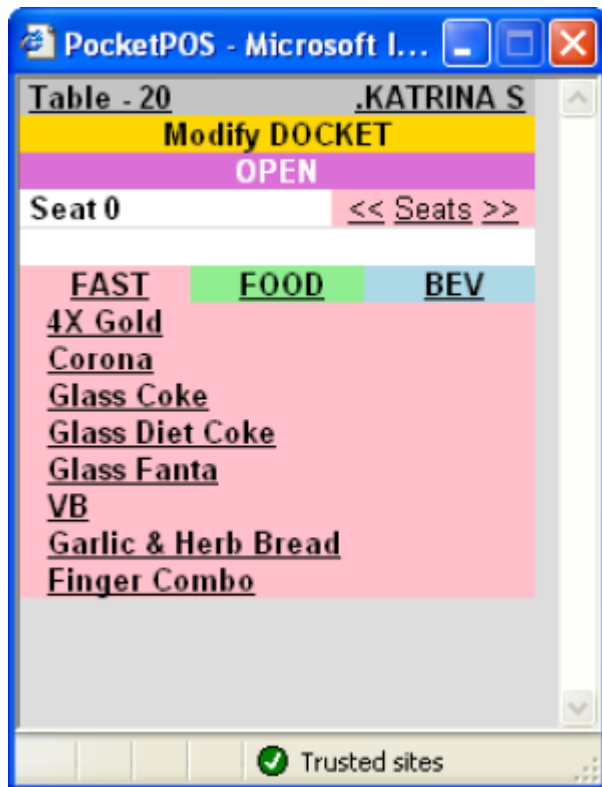 PocketPOS - Microsoft I...
Table - 20 .KATRINA S
Modify DOCKET
OPEN
Seat 0 << Seats >>
FAST FOOD BEV
4X Gold
Corona
Glass Coke
Glass Diet Coke
Glass Fanta
VB
Garlic & Herb Bread
Finger Combo
Trusted sites